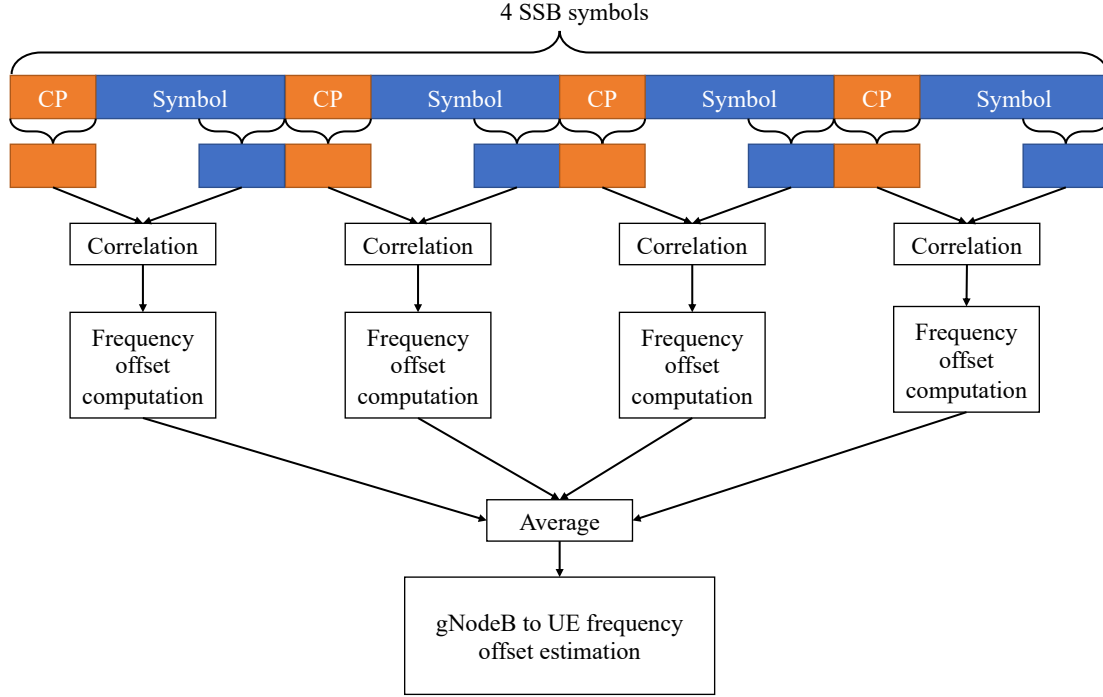 4 SSB symbols
CP Symbol CP Symbol CP Symbol CP Symbol
Correlation Correlation Correlation Correlation
Frequency
offset
computation
Frequency
offset
computation
Frequency
offset
computation
Frequency
offset
computation
Average
gNodeB to UE frequency
offset estimation